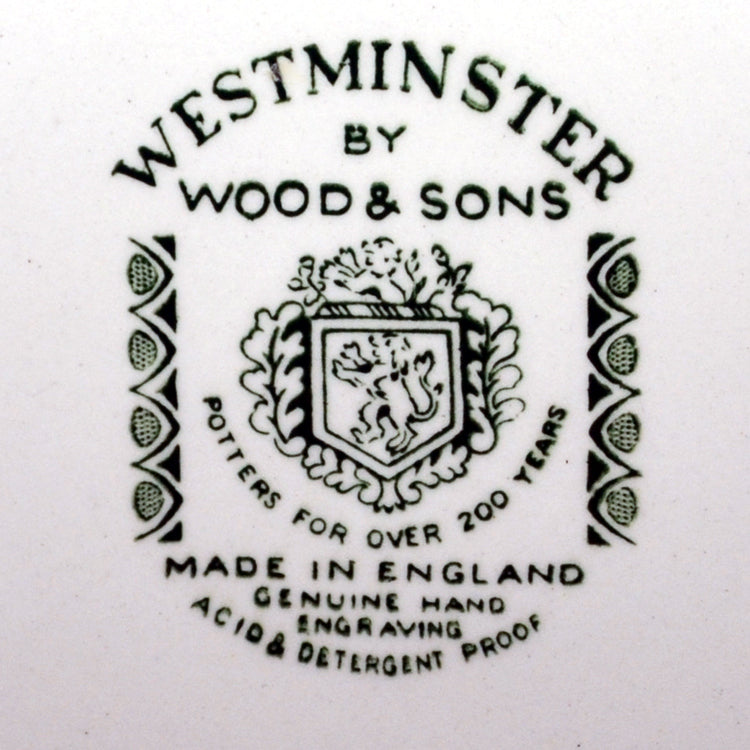 WESTMINSTER
BY
WOOD & SONS
POTTERS FOR OVER 200 YEARS
MADE IN ENGLAND
GENUINE HAND
ENGRAVING
ACID & DETERGENT PROOF